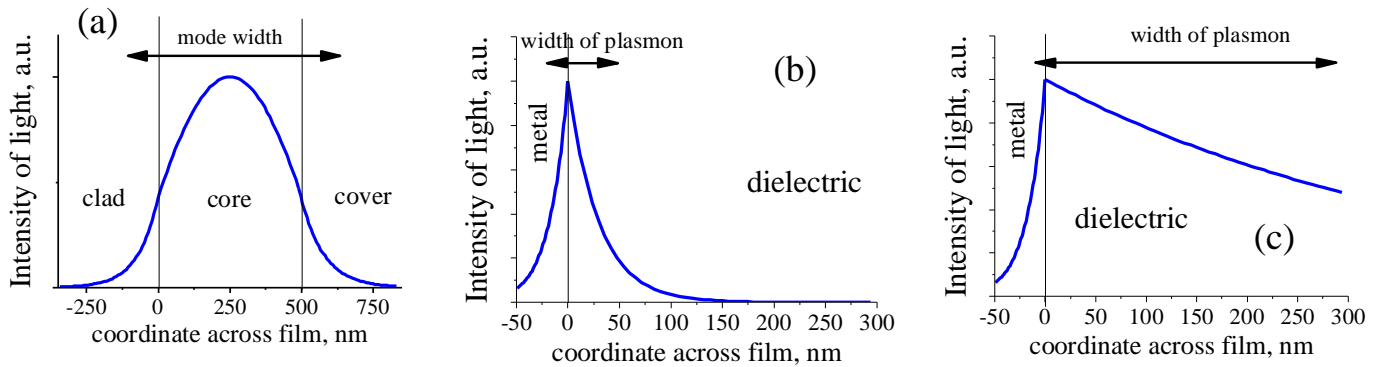 (a)
mode width
Intensity of light, a.u.
clad
core
cover
-250 0 250 500 750
coordinate across film, nm
width of plasmon
(b)
Intensity of light, a.u.
metal
dielectric
-50 0 50 100 150 200 250 300
coordinate across film, nm
width of plasmon
Intensity of light, a.u.
metal
dielectric
(c)
-50 0 50 100 150 200 250 300
coordinate across film, nm